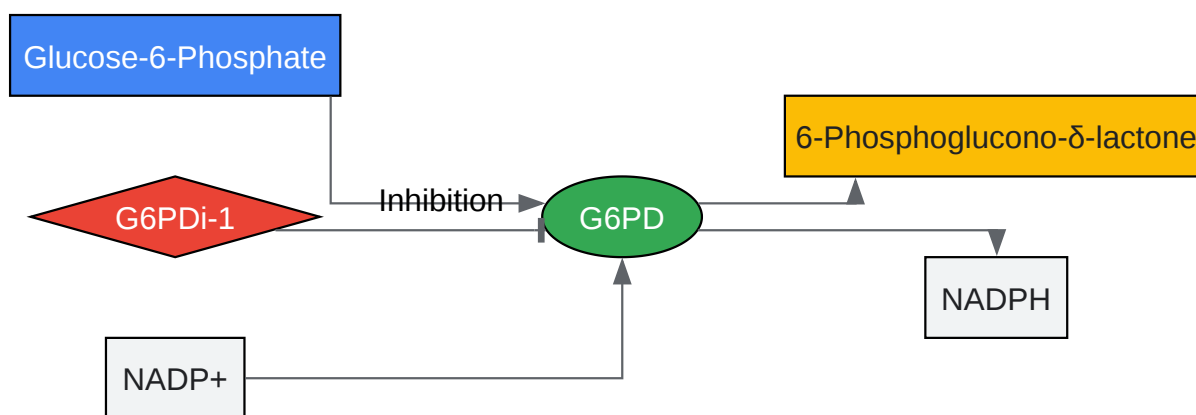 Glucose-6-Phosphate
6-Phosphoglucono-δ-lactone
Inhibition
G6PDi-1
G6PD
NADPH
NADP+